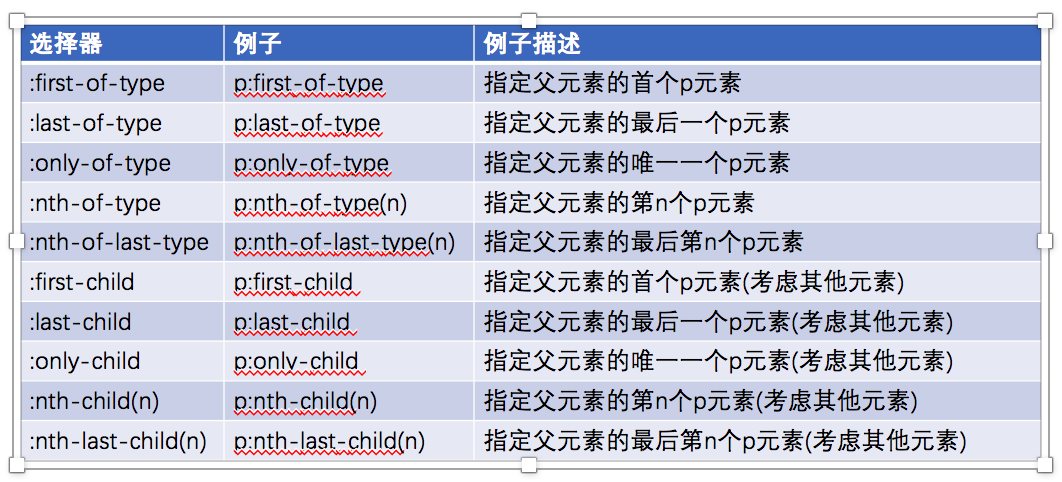 选择器 例子 例子描述
:first-of-type p:first-of-type 指定父元素的首个p元素
:last-of-type p:last-of-type 指定父元素的最后一个p元素
:only-of-type p:only-of-type 指定父元素的唯一一个p元素
:nth-of-type p:nth-of-type(n) 指定父元素的第n个p元素
:nth-of-last-type p:nth-of-last-type(n) 指定父元素的最后第n个p元素
:first-child p:first-child 指定父元素的首个p元素(考虑其他元素)
:last-child p:last-child 指定父元素的最后一个p元素(考虑其他元素)
:only-child p:only-child 指定父元素的唯一一个p元素(考虑其他元素)
:nth-child(n) p:nth-child(n) 指定父元素的第n个p元素(考虑其他元素)
:nth-last-child(n) p:nth-last-child(n) 指定父元素的最后第n个p元素(考虑其他元素)